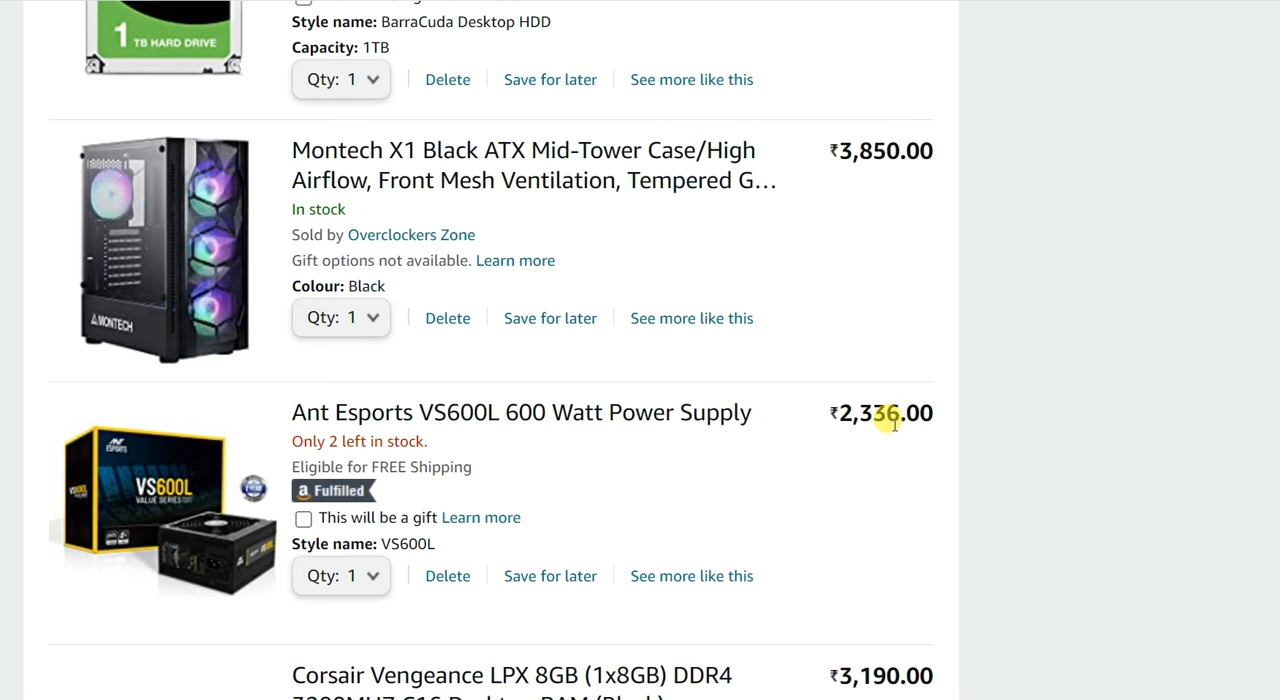 1 TB HARD DRIVE
Style name: BarraCuda Desktop HDD
Capacity: 1TB
Qty: 1 Delete Save for later See more like this
Montech X1 Black ATX Mid-Tower Case/High ₹3,850.00
Airflow, Front Mesh Ventilation, Tempered G...
In stock
Sold by Overclockers Zone
Gift options not available. Learn more
Colour: Black
Qty: 1 Delete Save for later See more like this
MONTECH
Ant Esports VS600L 600 Watt Power Supply ₹2,336.00
Only 2 left in stock.
Eligible for FREE Shipping
a Fulfilled
This will be a gift Learn more
Style name: VS600L
Qty: 1 Delete Save for later See more like this
ESPORTS
VS600L
VALUE SERIES
VS600L
Corsair Vengeance LPX 8GB (1x8GB) DDR4 ₹3,190.00